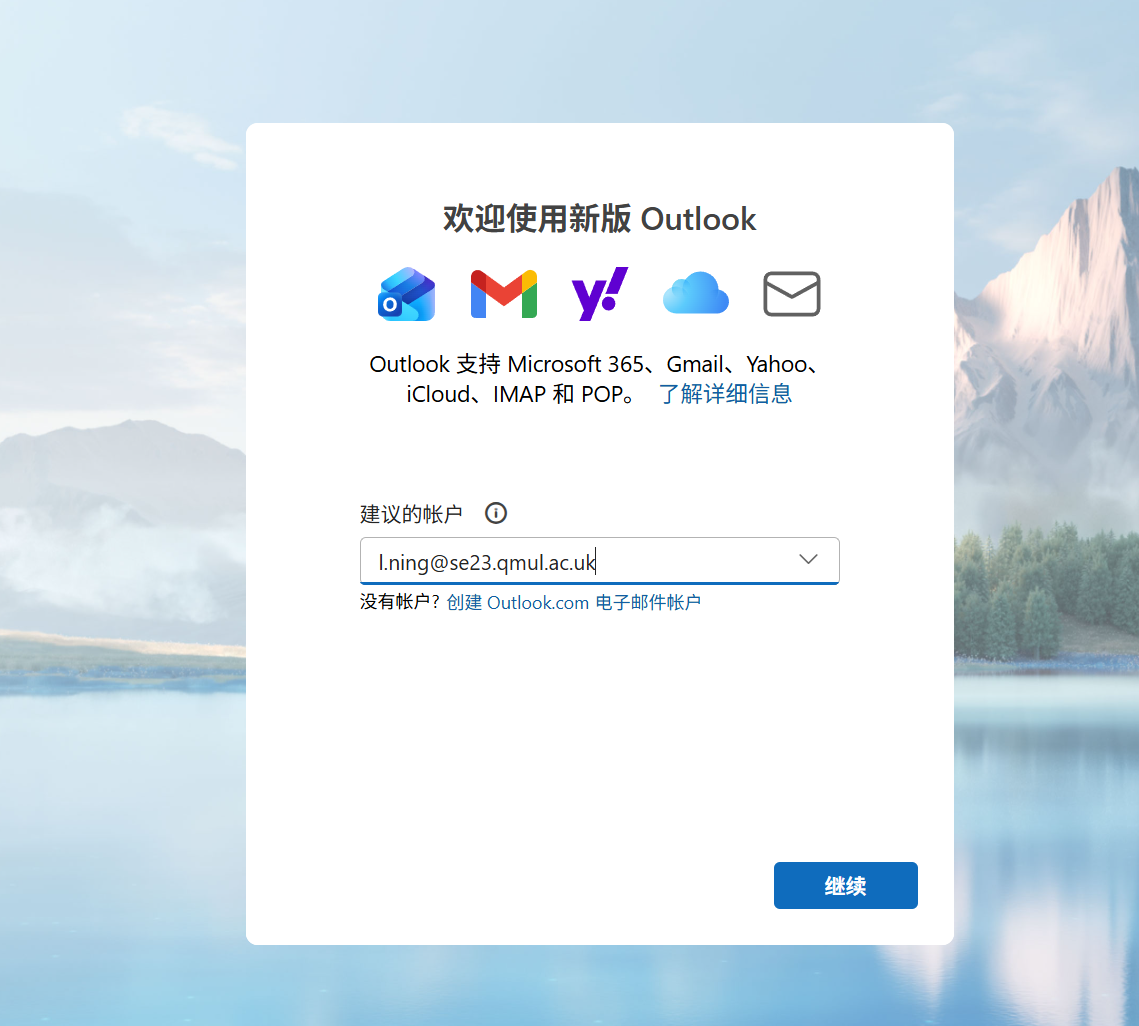 欢迎使用新版 Outlook
Outlook 支持 Microsoft 365、Gmail、Yahoo、
iCloud、IMAP 和 POP。 了解详细信息
建议的帐户
l.ning@se23.qmul.ac.uk
没有帐户? 创建 Outlook.com 电子邮件帐户
继续